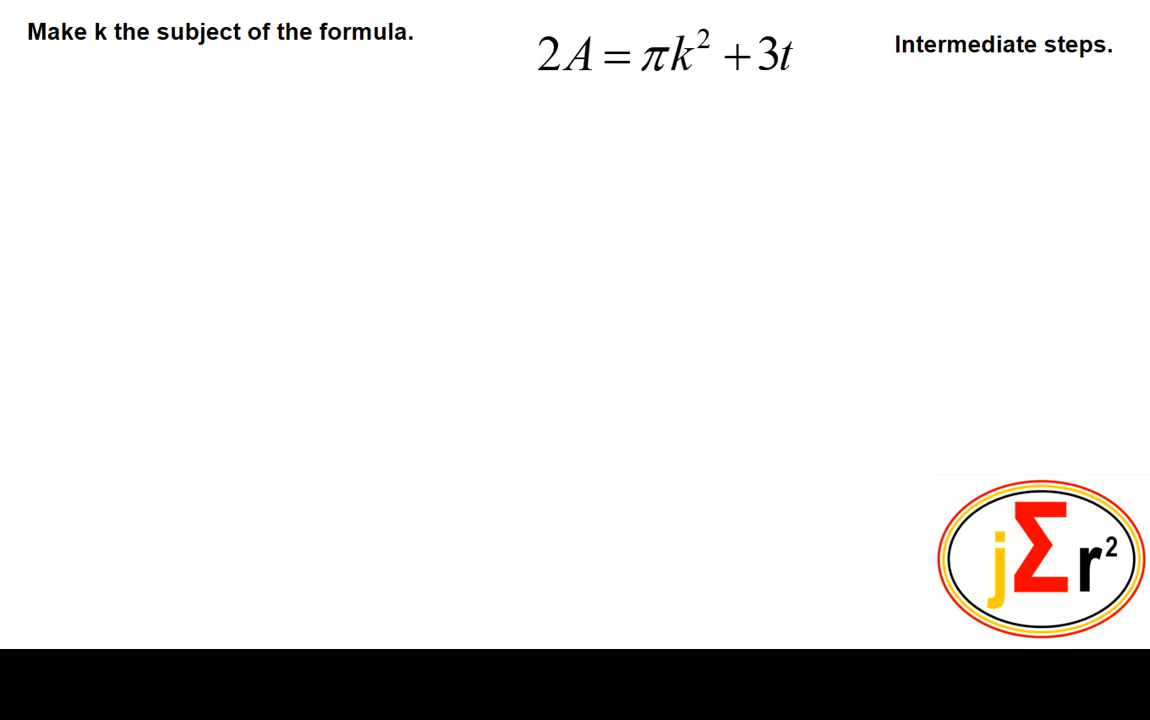 Make k the subject of the formula.
2A = πk² + 3t
Intermediate steps.
jΣr²